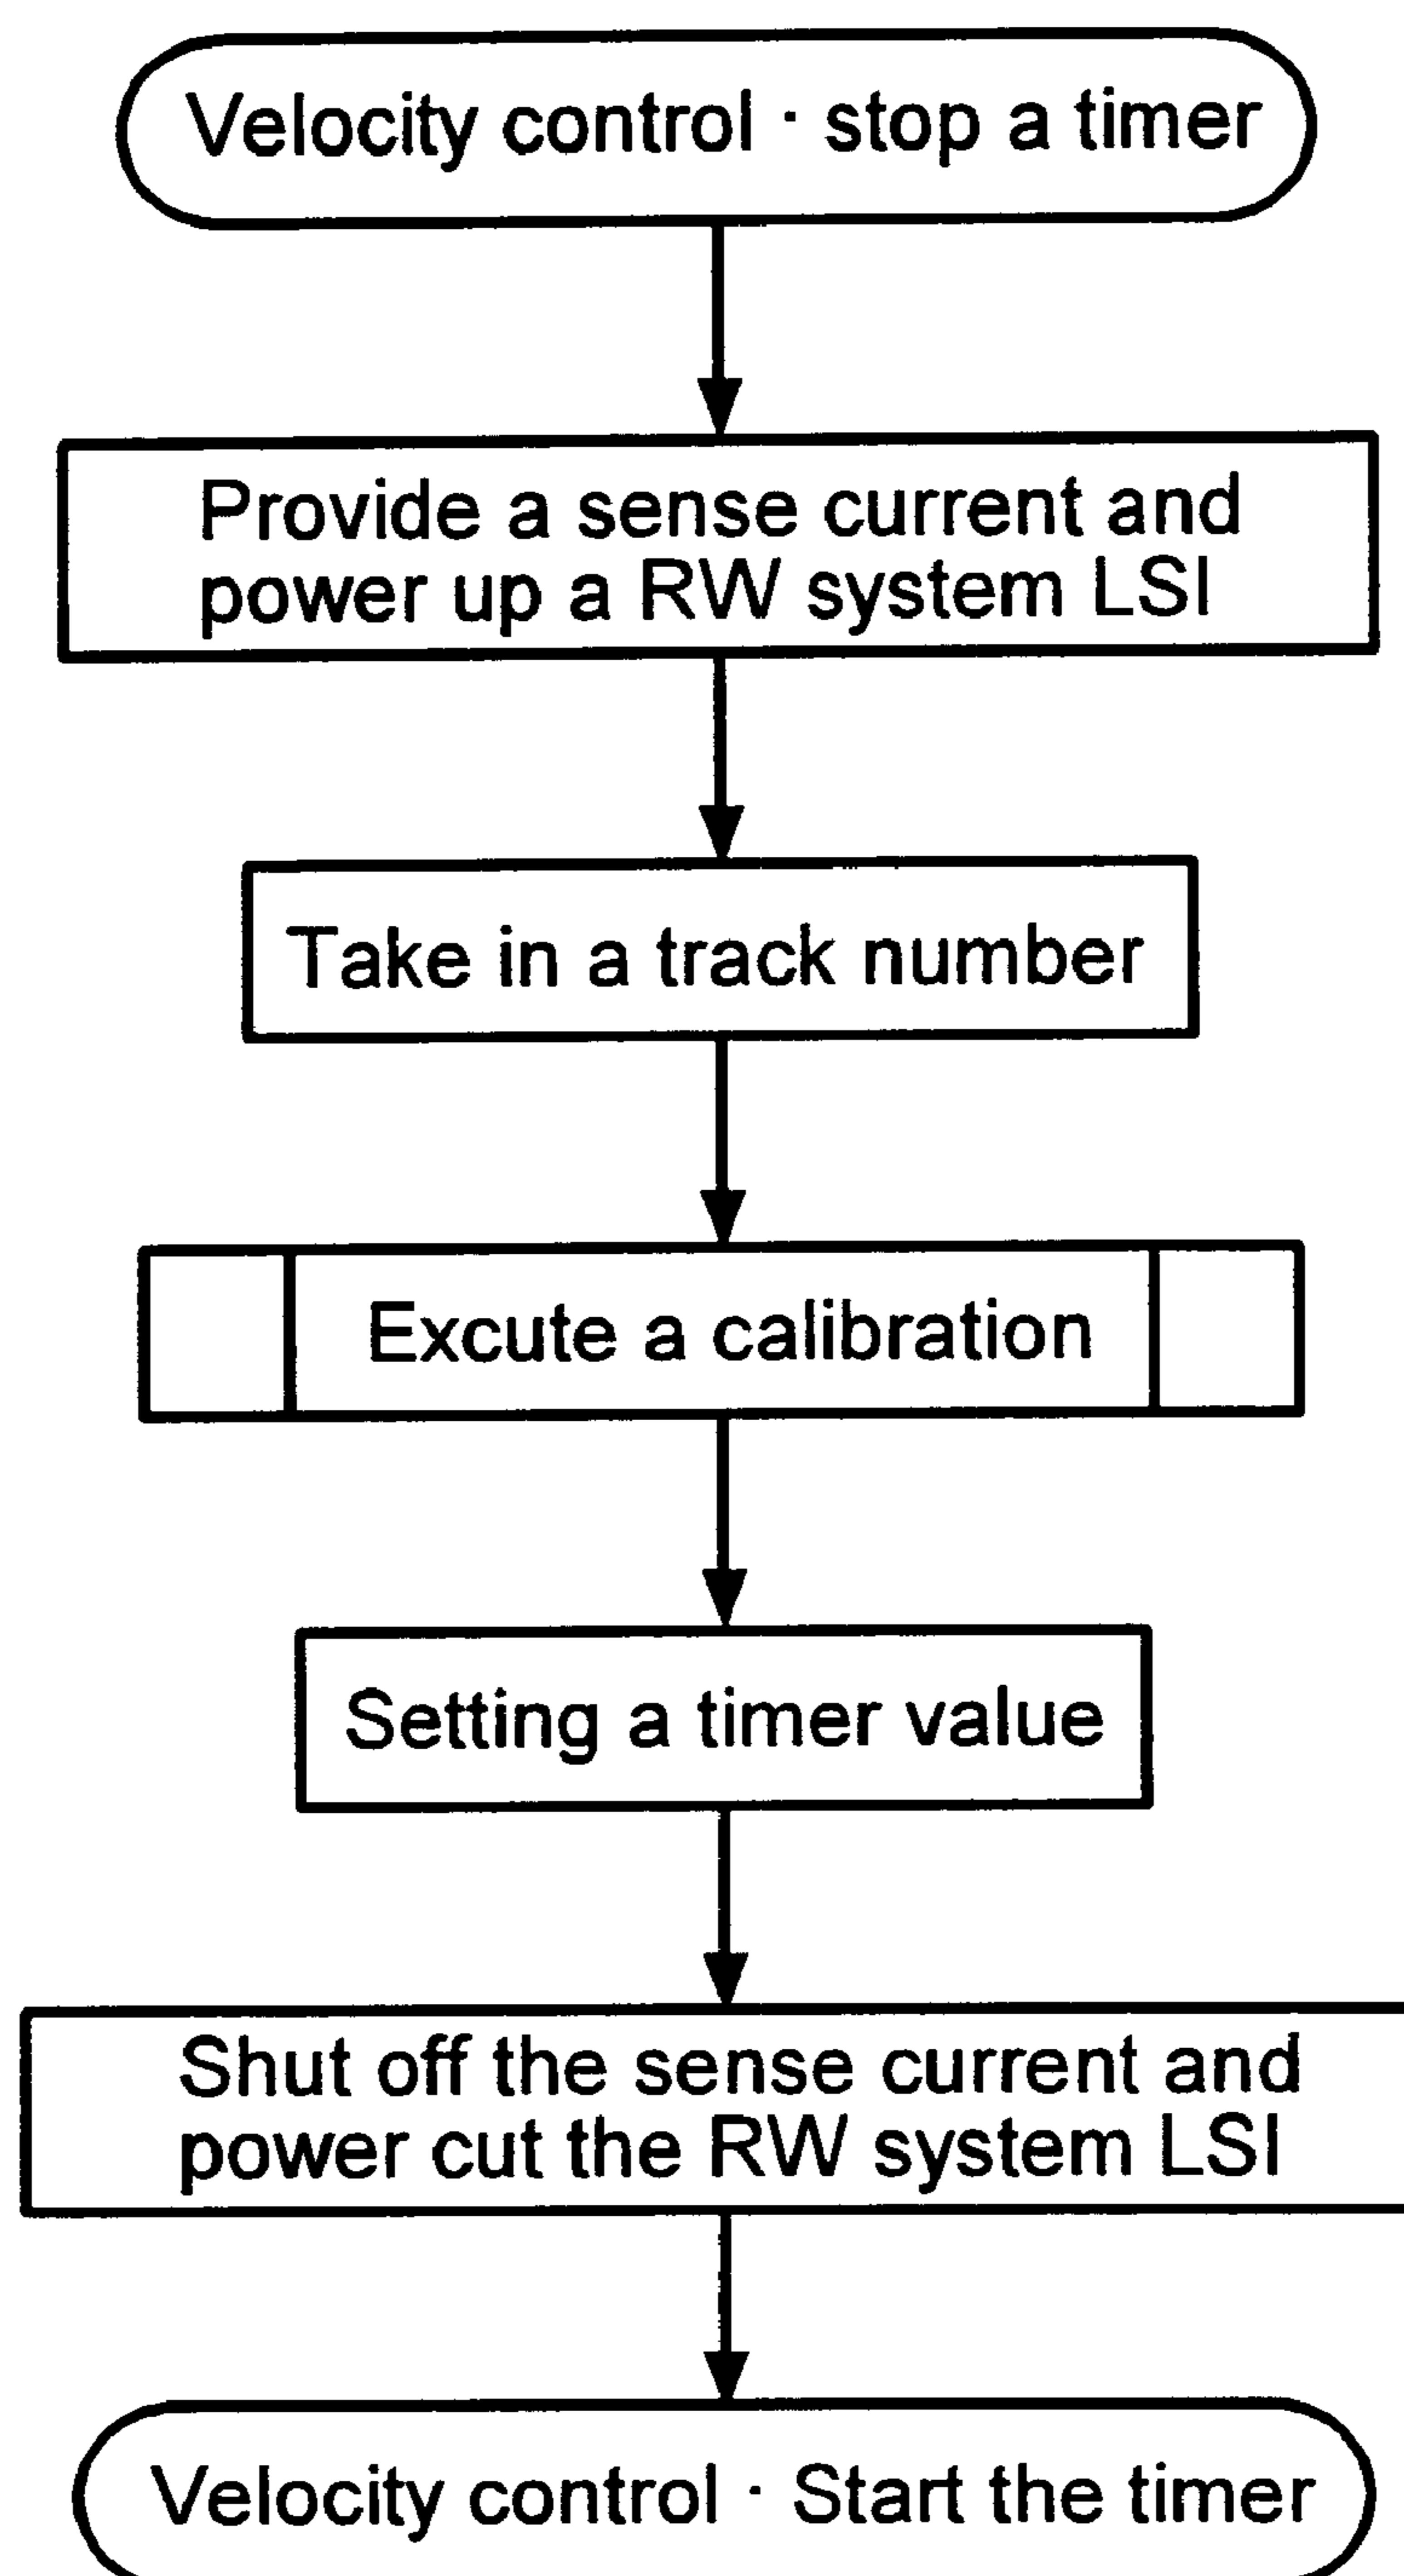 Velocity control · stop a timer
Provide a sense current and
power up a RW system LSI
Take in a track number
Excute a calibration
Setting a timer value
Shut off the sense current and
power cut the RW system LSI
Velocity control · Start the timer